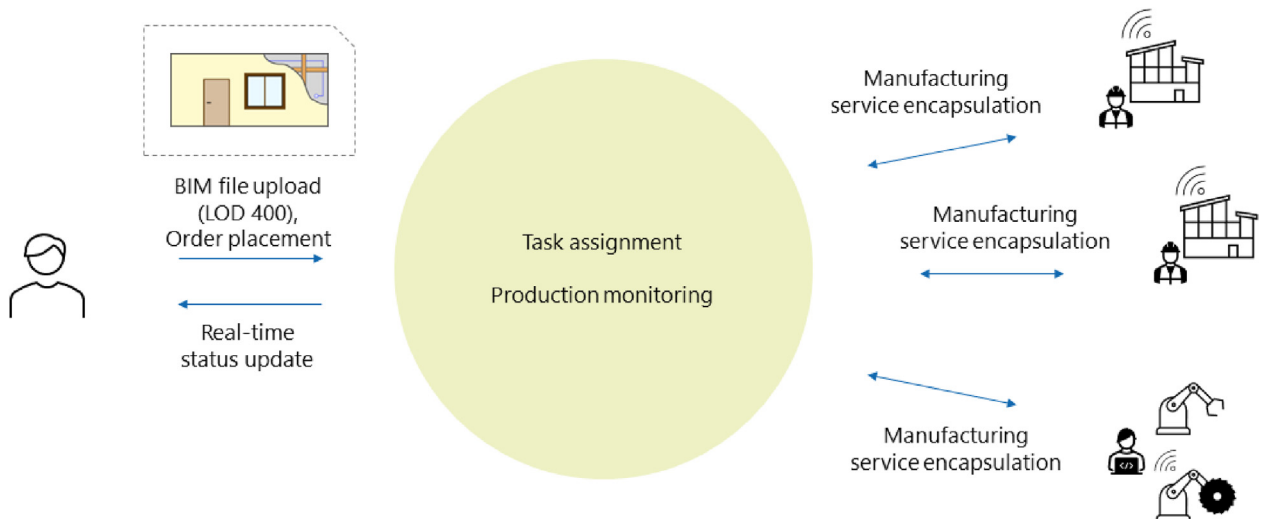 BIM file upload
(LOD 400),
Order placement
Real-time
status update
Task assignment
Production monitoring
Manufacturing
service encapsulation
Manufacturing
service encapsulation
Manufacturing
service encapsulation
</>